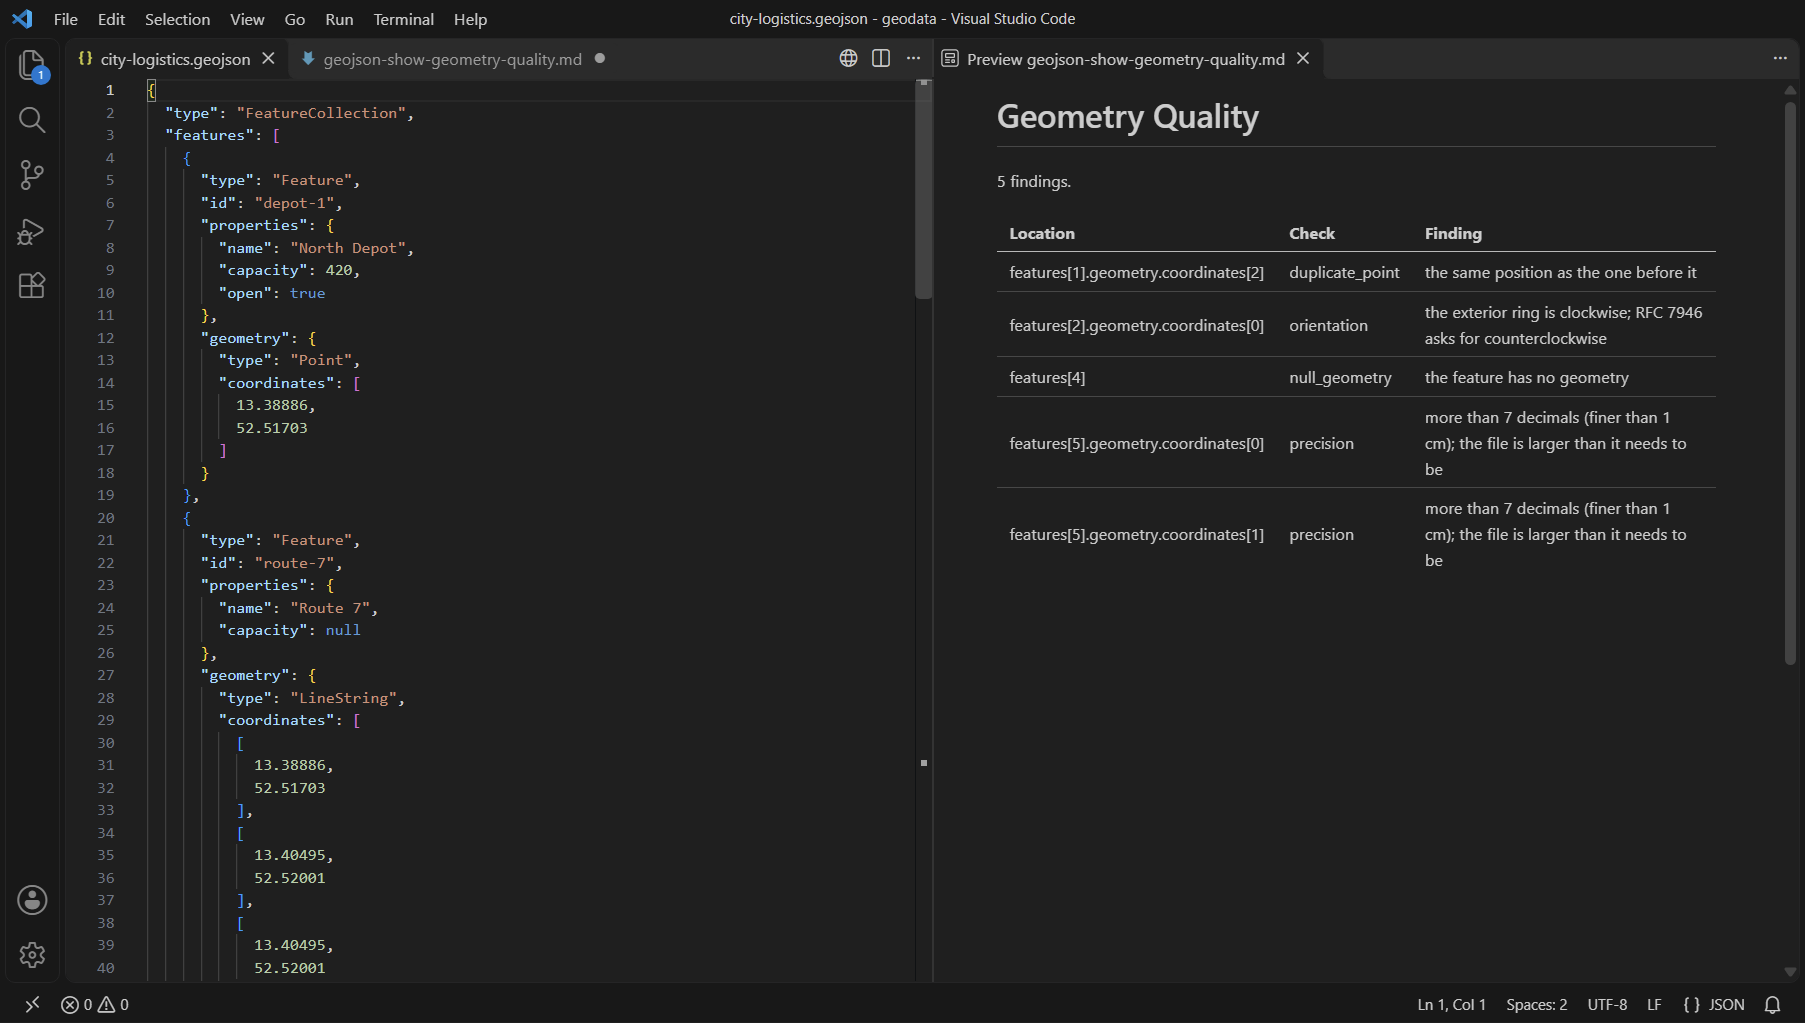 File Edit Selection View Go Run Terminal Help
city-logistics.geojson - geodata - Visual Studio Code
1
{} city-logistics.geojson
geojson-show-geometry-quality.md
Preview geojson-show-geometry-quality.md
1 {
2 "type": "FeatureCollection",
3 "features": [
4 {
5 "type": "Feature",
6 "id": "depot-1",
7 "properties": {
8 "name": "North Depot",
9 "capacity": 420,
10 "open": true
11 },
12 "geometry": {
13 "type": "Point",
14 "coordinates": [
15 13.38886,
16 52.51703
17 ]
18 }
19 },
20 {
21 "type": "Feature",
22 "id": "route-7",
23 "properties": {
24 "name": "Route 7",
25 "capacity": null
26 },
27 "geometry": {
28 "type": "LineString",
29 "coordinates": [
30 [
31 13.38886,
32 52.51703
33 ],
34 [
35 13.40495,
36 52.52001
37 ],
38 [
39 13.40495,
40 52.52001
Geometry Quality
5 findings.
Location Check Finding
features[1].geometry.coordinates[2] duplicate_point the same position as the one before it
features[2].geometry.coordinates[0] orientation the exterior ring is clockwise; RFC 7946
asks for counterclockwise
features[4] null_geometry the feature has no geometry
features[5].geometry.coordinates[0] precision more than 7 decimals (finer than 1
cm); the file is larger than it needs to
be
features[5].geometry.coordinates[1] precision more than 7 decimals (finer than 1
cm); the file is larger than it needs to
be
0 0
Ln 1, Col 1 Spaces: 2 UTF-8 LF {} JSON